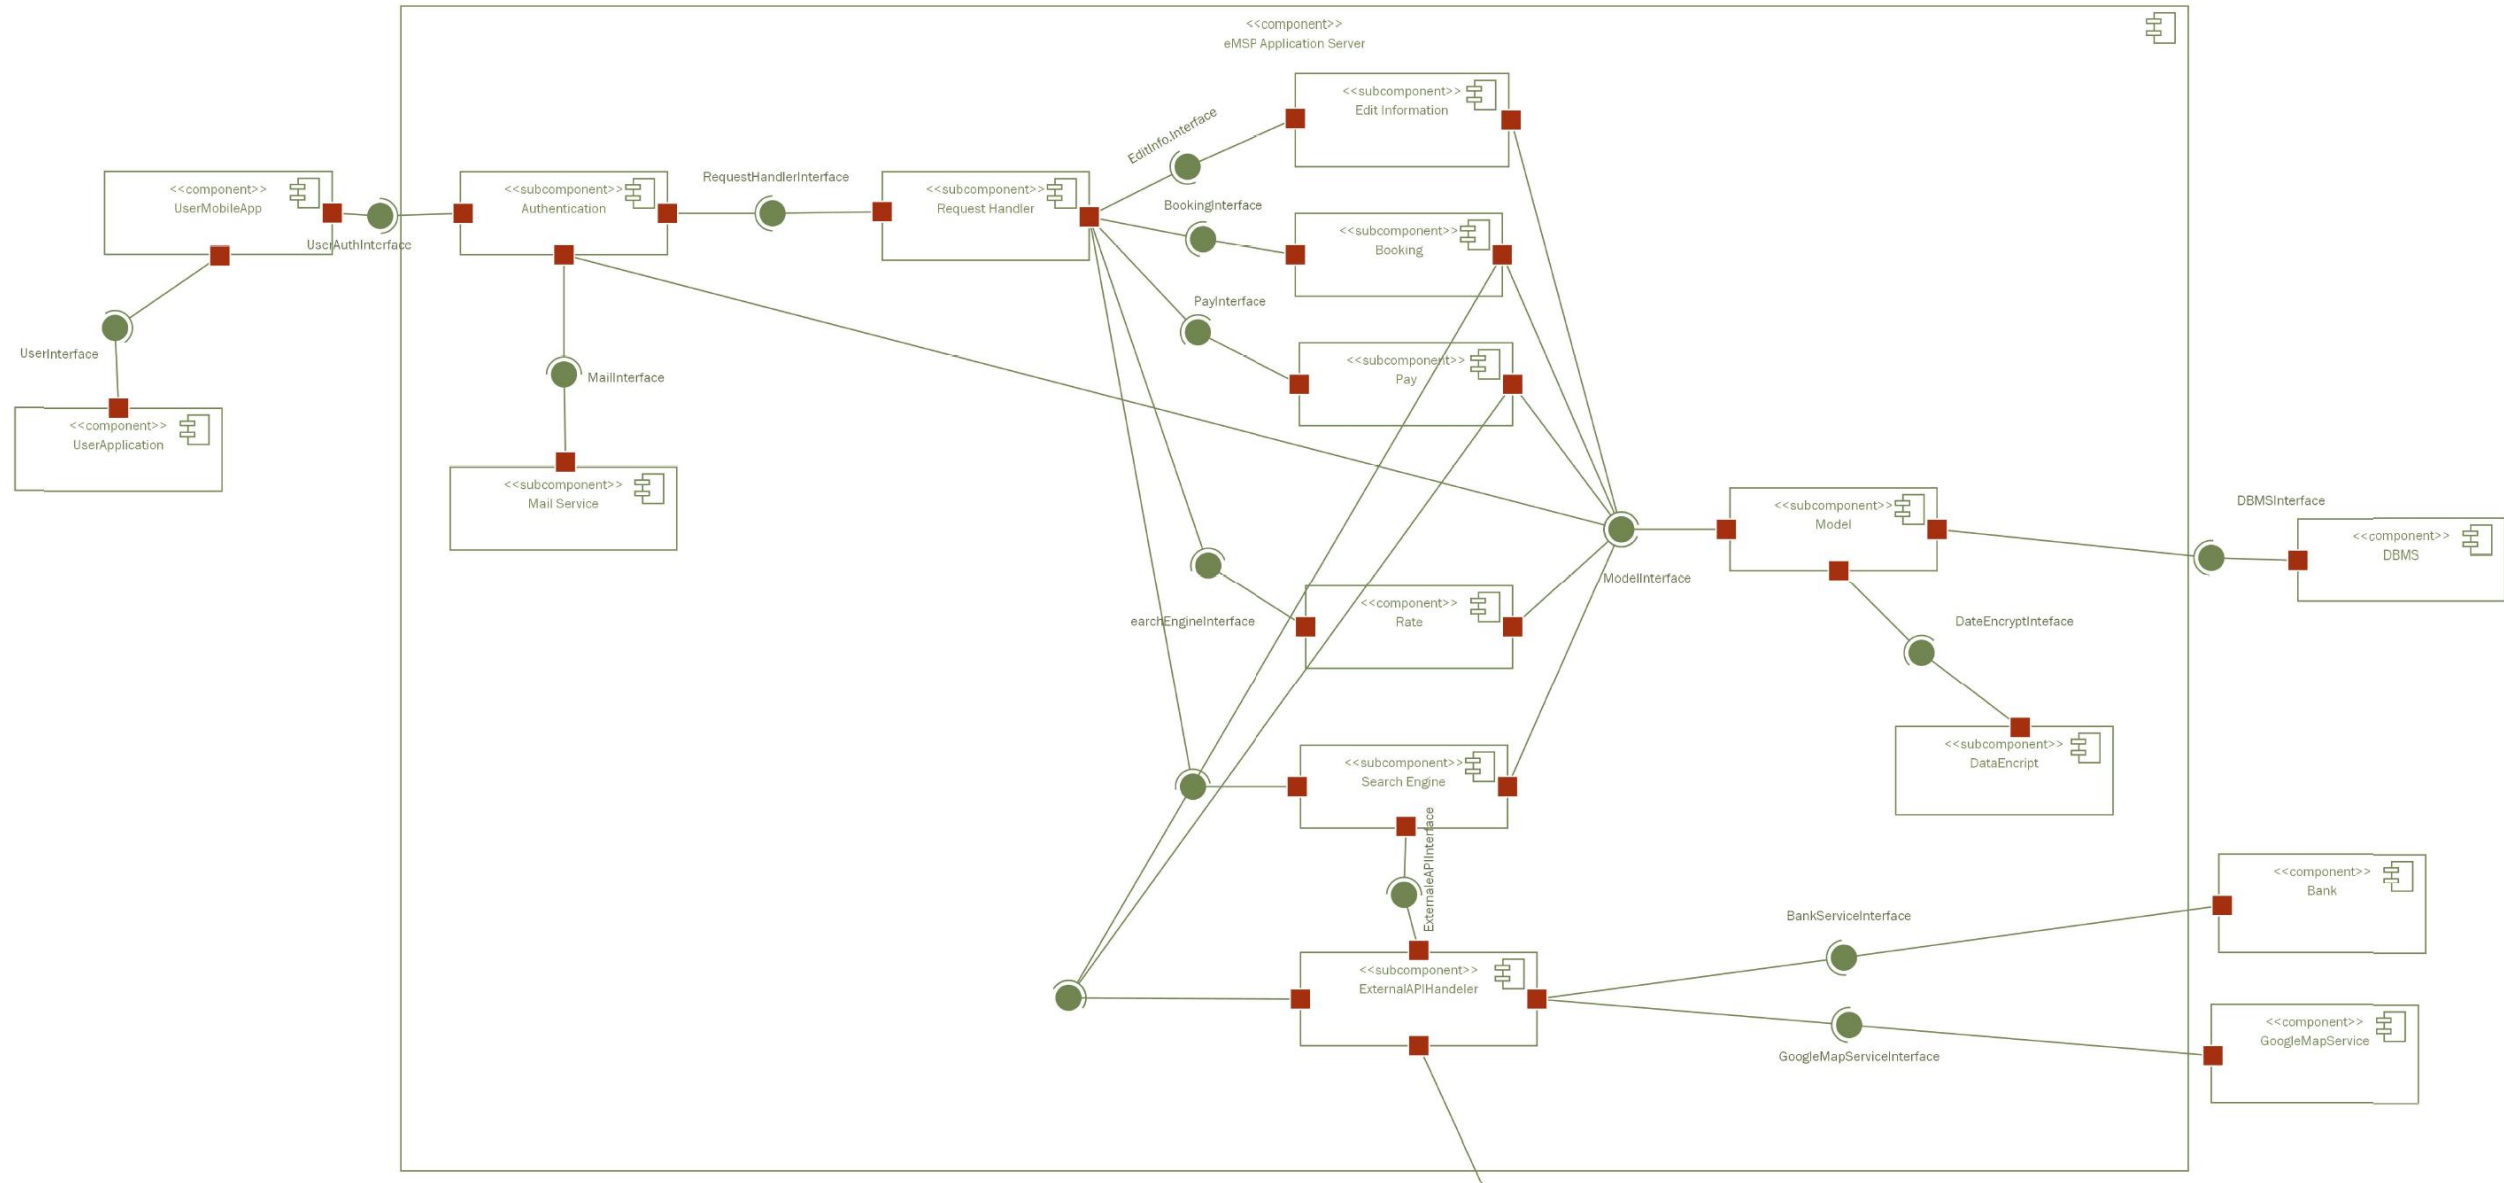 <<component>>
eMSP Application Server
<<subcomponent>>
Edit Information
EditInfo.Interface
<<component>>
UserMobileApp
UserAuthInterface
<<subcomponent>>
Authentication
RequestHandlerInterface
<<subcomponent>>
Request Handler
BookingInterface
<<subcomponent>>
Booking
PayInterface
<<subcomponent>>
Pay
UserInterface
MailInterface
<<component>>
UserApplication
<<subcomponent>>
Mail Service
<<subcomponent>>
Model
DBMSInterface
<<component>>
DBMS
ModelInterface
<<component>>
Rate
earchEngineInterface
DateEncryptInteface
<<subcomponent>>
DataEncript
<<subcomponent>>
Search Engine
ExternaleAPIInterface
<<component>>
Bank
BankServiceInterface
<<subcomponent>>
ExternalAPIHandeler
GoogleMapServiceInterface
<<component>>
GoogleMapService